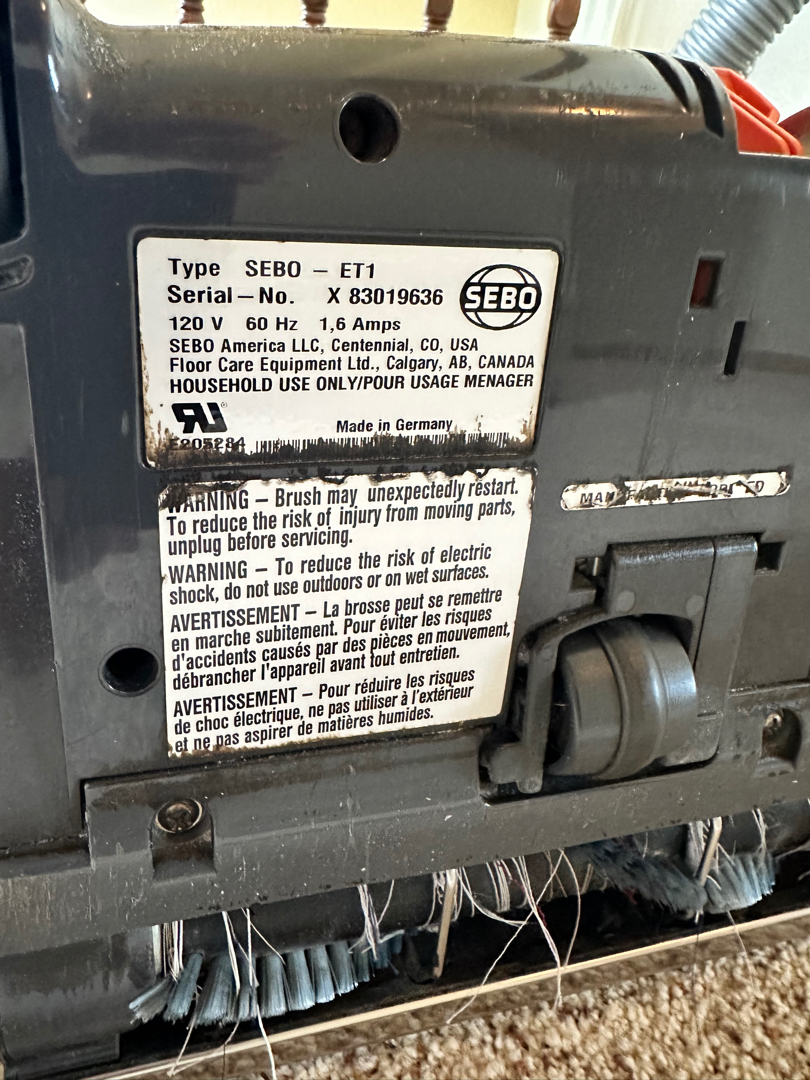 Type SEBO – ET1
Serial – No. X 83019636
SEBO
120 V 60 Hz 1,6 Amps
SEBO America LLC, Centennial, CO, USA
Floor Care Equipment Ltd., Calgary, AB, CANADA
HOUSEHOLD USE ONLY/POUR USAGE MENAGER
Made in Germany
E205284
WARNING – Brush may unexpectedly restart.
To reduce the risk of injury from moving parts,
unplug before servicing.
WARNING – To reduce the risk of electric
shock, do not use outdoors or on wet surfaces.
AVERTISSEMENT – La brosse peut se remettre
en marche subitement. Pour éviter les risques
d'accidents causés par des pièces en mouvement,
débrancher l'appareil avant tout entretien.
AVERTISSEMENT – Pour réduire les risques
de choc électrique, ne pas utiliser à l'extérieur
et ne pas aspirer de matières humides.